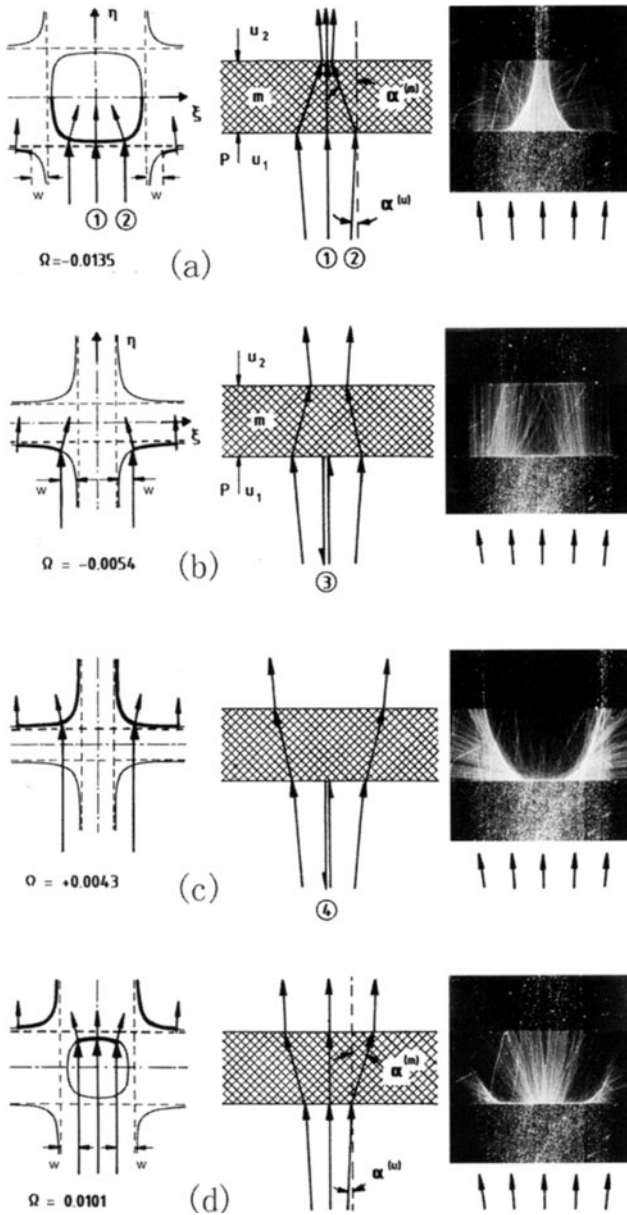 η
ξ
w
w
① ②
Ω=-0.0135
u₂
m
α⁽ᵐ⁾
P u₁
α⁽ᵘ⁾
① ②
(a)
η
ξ
w
w
Ω = -0.0054
u₂
m
P u₁
③
(b)
Ω = +0.0043
④
(c)
w
w
Ω = 0.0101
α⁽ᵐ⁾
α⁽ᵘ⁾
(d)